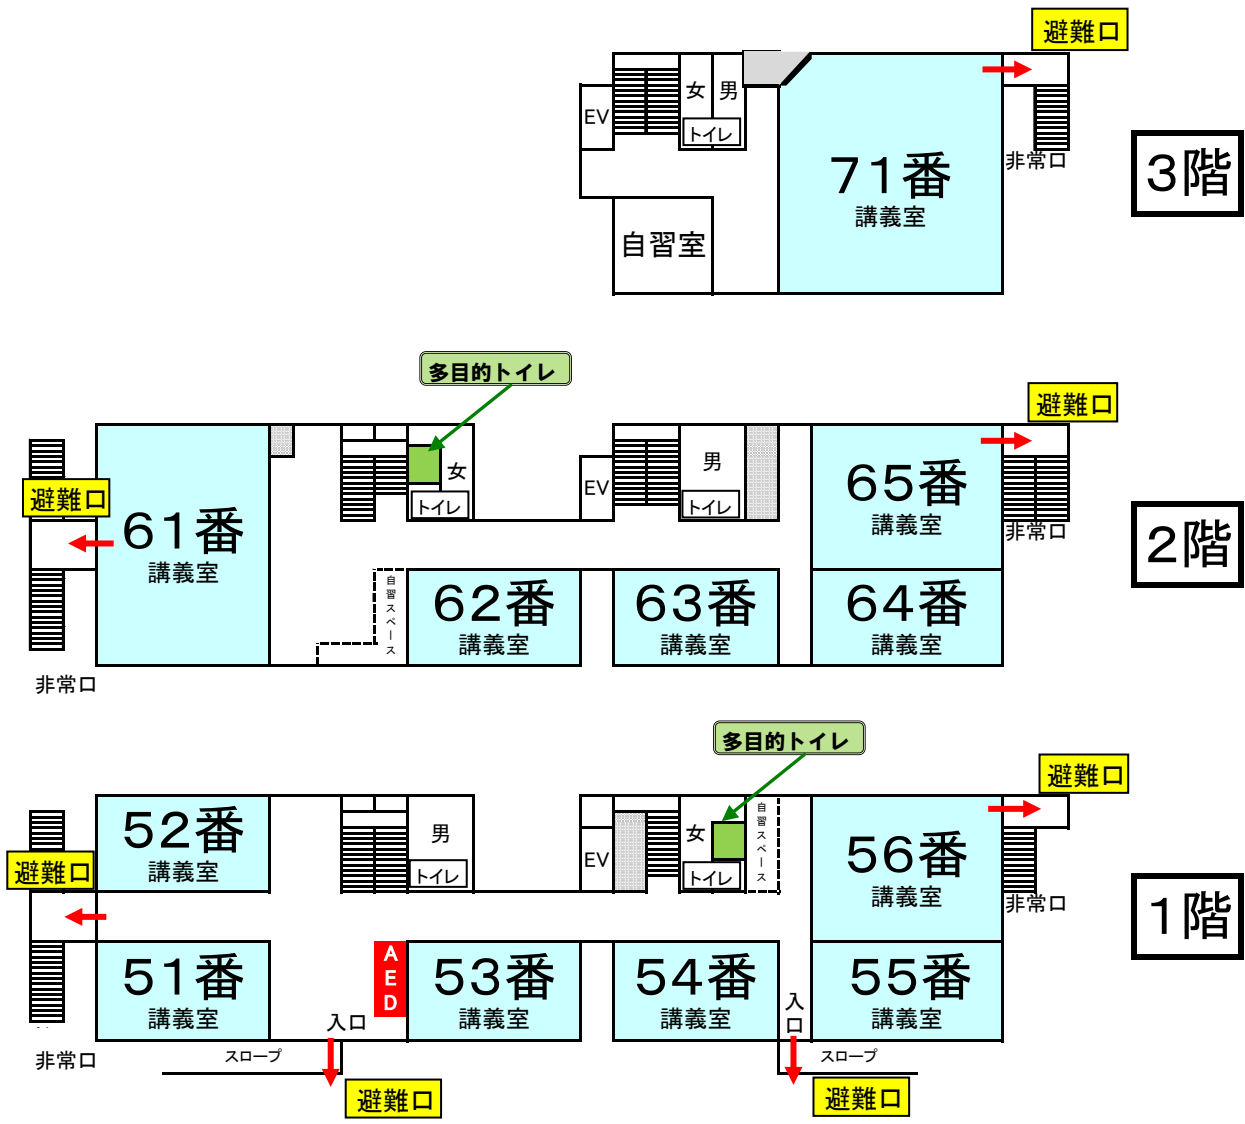 避難口
女
男
EV
トイレ
71番
講義室
非常口
3階
自習室
多目的トイレ
避難口
女
男
EV
トイレ
トイレ
避難口
61番
講義室
65番
講義室
非常口
2階
自習スペース
62番
講義室
63番
講義室
64番
講義室
非常口
多目的トイレ
避難口
52番
講義室
男
トイレ
EV
女
トイレ
自習スペース
56番
講義室
避難口
非常口
1階
51番
講義室
AED
53番
講義室
54番
講義室
55番
講義室
入口
入口
非常口
スロープ
スロープ
避難口
避難口